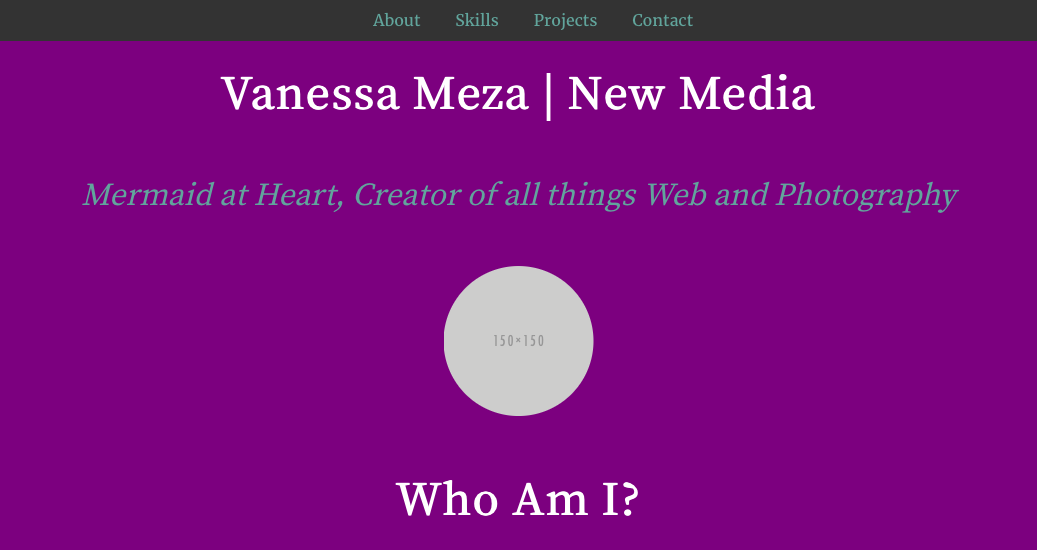 About Skills Projects Contact
Vanessa Meza | New Media
Mermaid at Heart, Creator of all things Web and Photography
150×150
Who Am I?